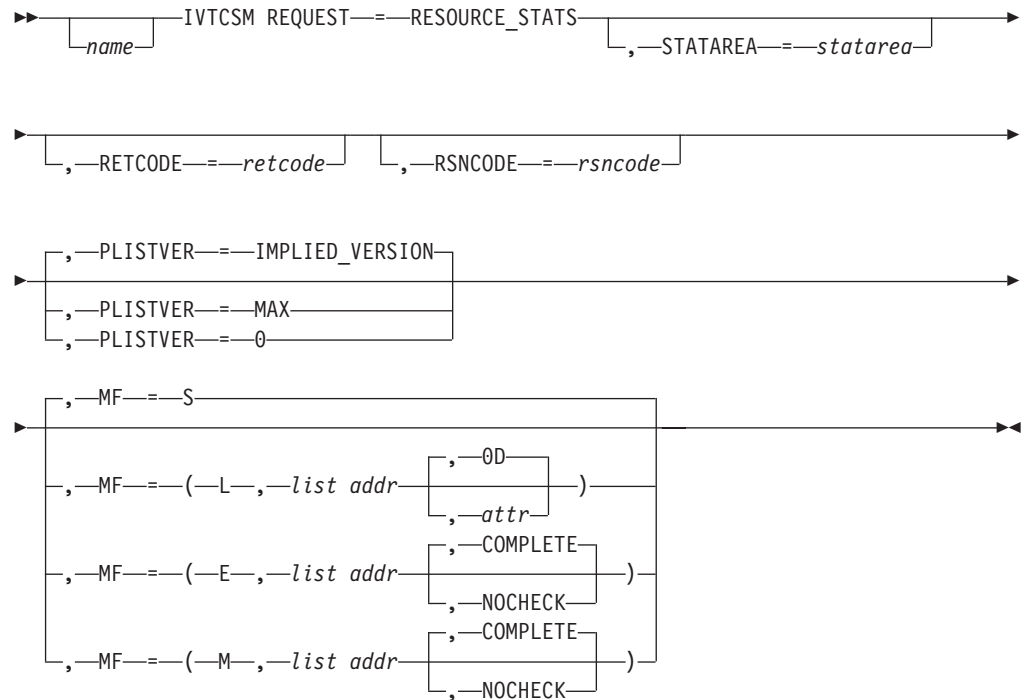 IVTCSM REQUEST = RESOURCE_STATS
name , STATAREA = statarea
, RETCODE = retcode , RSNCODE = rsncode
, PLISTVER = IMPLIED_VERSION
, PLISTVER = MAX
, PLISTVER = 0
, MF = S
, 0D
, MF = ( L , list addr )
, attr
, COMPLETE
, MF = ( E , list addr )
, NOCHECK
, COMPLETE
, MF = ( M , list addr )
, NOCHECK